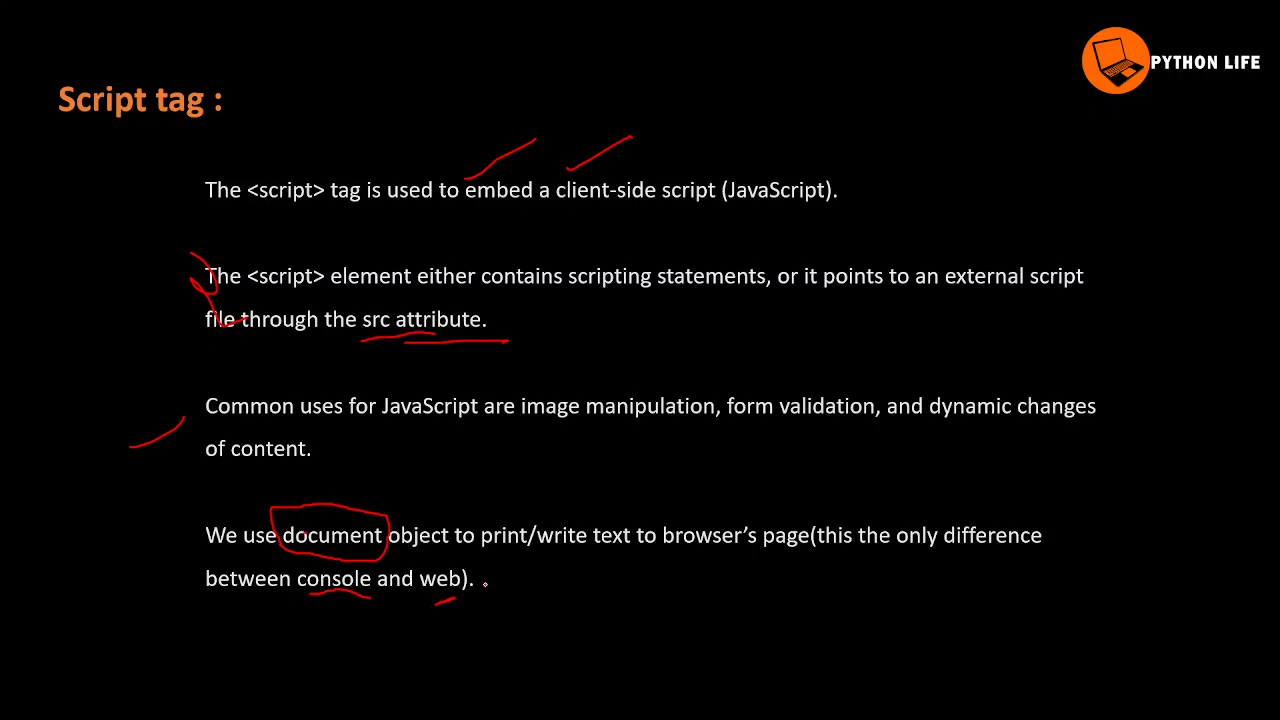 PYTHON LIFE
Script tag :
The <script> tag is used to embed a client-side script (JavaScript).
The <script> element either contains scripting statements, or it points to an external script
file through the src attribute.
Common uses for JavaScript are image manipulation, form validation, and dynamic changes
of content.
We use document object to print/write text to browser’s page(this the only difference
between console and web).